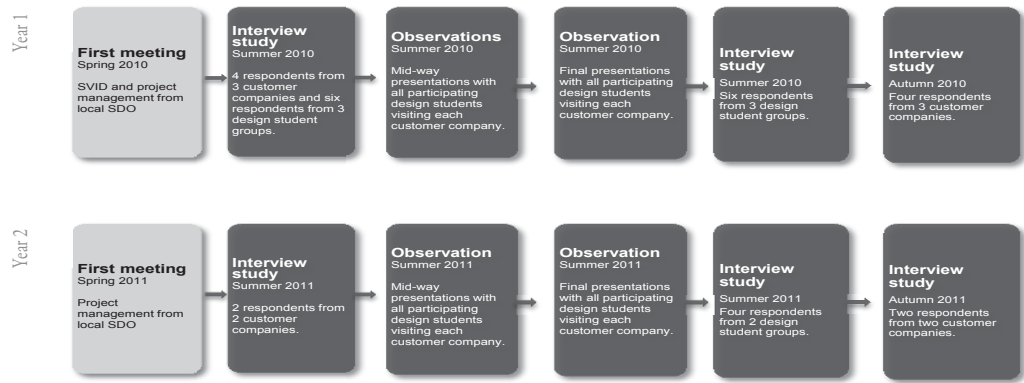 Year 1
First meeting
Spring 2010
SVID and project
management from
local SDO
Interview
study
Summer 2010
4 respondents from
3 customer
companies and six
respondents from 3
design student
groups.
Observations
Summer 2010
Mid-way
presentations with
all participating
design students
visiting each
customer company.
Observation
Summer 2010
Final presentations
with all participating
design students
visiting each
customer company.
Interview
study
Summer 2010
Six respondents
from 3 design
student groups.
Interview
study
Autumn 2010
Four respondents
from 3 customer
companies.
Year 2
First meeting
Spring 2011
Project
management from
local SDO
Interview
study
Summer 2011
2 respondents from
2 customer
companies.
Observation
Summer 2011
Mid-way
presentations with
all participating
design students
visiting each
customer company.
Observation
Summer 2011
Final presentations
with all participating
design students
visiting each
customer company.
Interview
study
Summer 2011
Four respondents
from 2 design
student groups.
Interview
study
Autumn 2011
Two respondents
from two customer
companies.